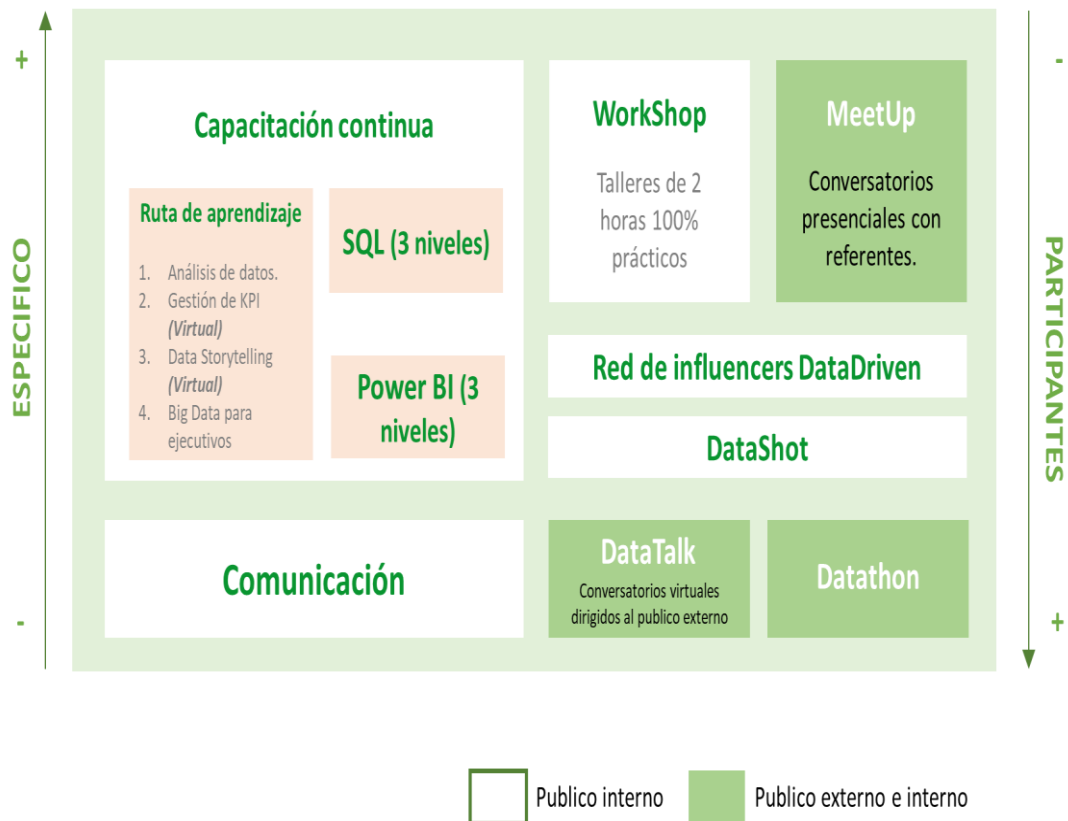 +
ESPECIFICO
-
Capacitación continua
Ruta de aprendizaje
1. Análisis de datos.
2. Gestión de KPI
(Virtual)
3. Data Storytelling
(Virtual)
4. Big Data para
ejecutivos
SQL (3 niveles)
Power BI (3
niveles)
Comunicación
WorkShop
Talleres de 2
horas 100%
prácticos
MeetUp
Conversatorios
presenciales con
referentes.
Red de influencers DataDriven
DataShot
DataTalk
Conversatorios virtuales
dirigidos al publico externo
Datathon
-
PARTICIPANTES
+
Publico interno
Publico externo e interno